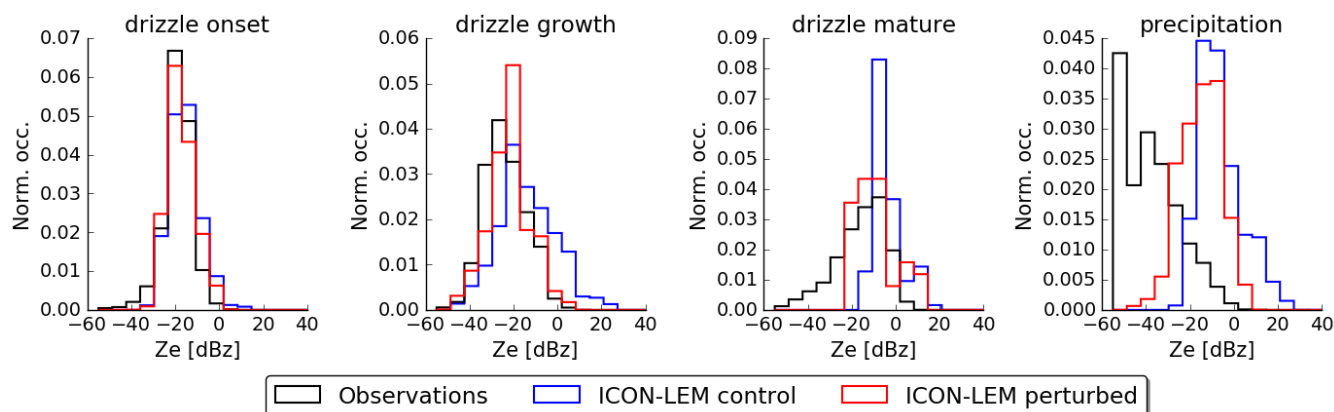 drizzle onset
drizzle growth
drizzle mature
precipitation
0.07
0.06
0.05
0.04
0.03
0.02
0.01
0.00
Norm. occ.
−60 −40 −20 0 20 40
Ze [dBz]
0.06
0.05
0.04
0.03
0.02
0.01
0.00
Norm. occ.
−60 −40 −20 0 20 40
Ze [dBz]
0.09
0.08
0.07
0.06
0.05
0.04
0.03
0.02
0.01
0.00
Norm. occ.
−60 −40 −20 0 20 40
Ze [dBz]
0.045
0.040
0.035
0.030
0.025
0.020
0.015
0.010
0.005
0.000
Norm. occ.
−60 −40 −20 0 20 40
Ze [dBz]
Observations ICON-LEM control ICON-LEM perturbed